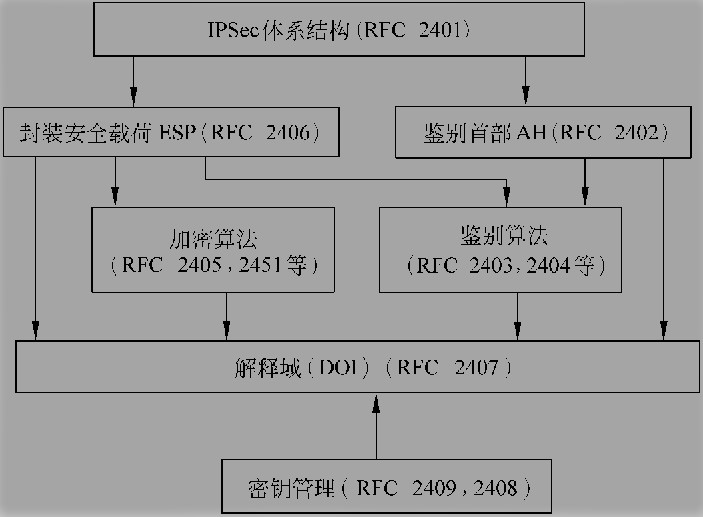 IPSec体系结构(RFC 2401)
封装安全载荷 ESP(RFC 2406)
鉴别首部AH(RFC 2402)
加密算法
(RFC 2405,2451等)
鉴别算法
(RFC 2403,2404等)
解释域(DOI) (RFC 2407)
密钥管理( RFC 2409,2408)